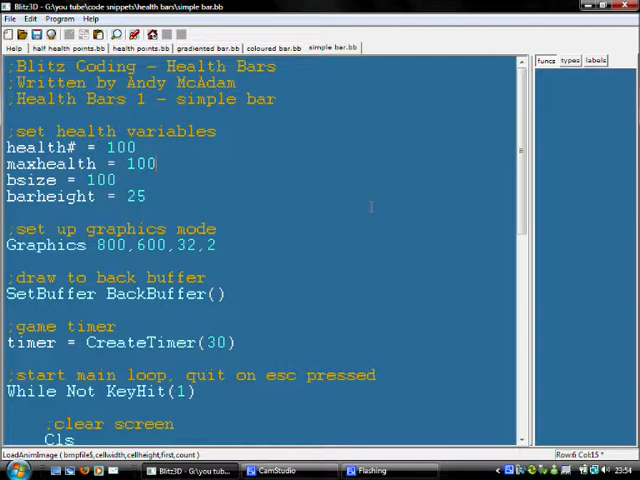 Blitz3D - [G:\you tube\code snippets\health bars\simple bar.bb]
File Edit Program Help
Help half health points.bb health points.bb gradiented bar.bb coloured bar.bb simple bar.bb
funcs types labels
;Blitz Coding - Health Bars
;Written by Andy McAdam
;Health Bars 1 - simple bar
;set health variables
health# = 100
maxhealth = 100
bsize = 100
barheight = 25
;set up graphics mode
Graphics 800,600,32,2
;draw to back buffer
SetBuffer BackBuffer()
;game timer
timer = CreateTimer(30)
;start main loop, quit on esc pressed
While Not KeyHit(1)
;clear screen
Cls
LoadAnimImage ( bmpfile$,cellwidth,cellheight,first,count )
Row:6 Col:15 *
Blitz3D - [G:\you tub... CamStudio Flashing 23:54